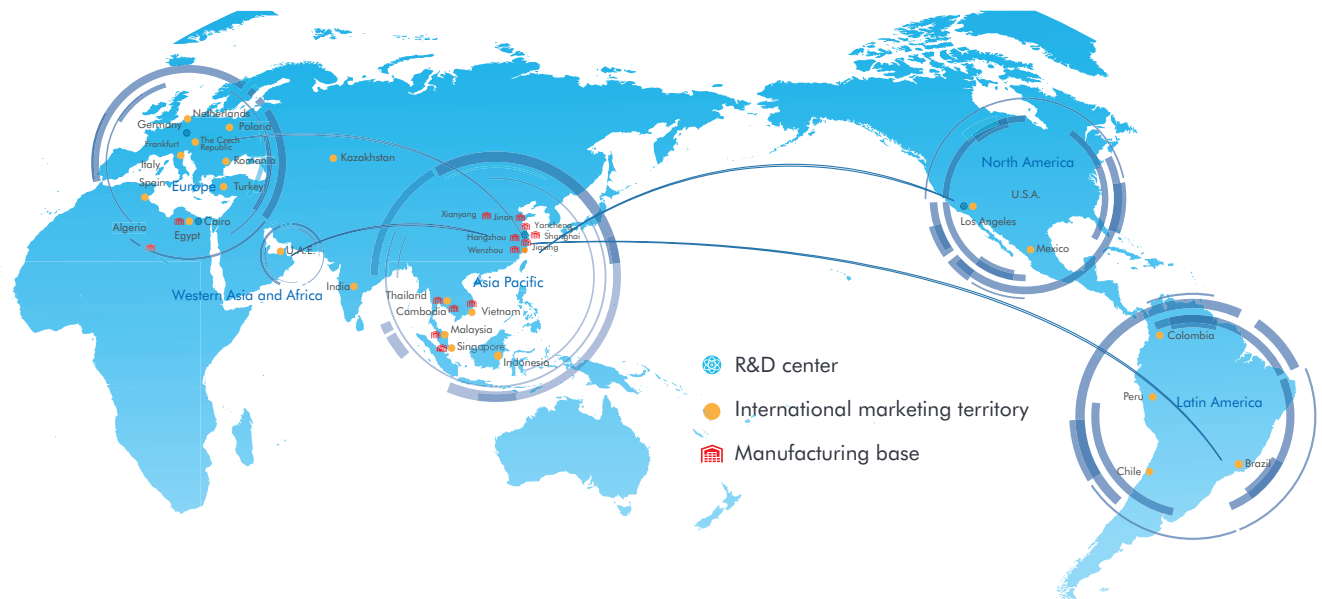 Netherlands
Germany
Poland
The Czech
Republic
Frankfurt
Italy
Romania
Spain
Europe
Turkey
Algeria
Cairo
Egypt
U.A.E.
Western Asia and Africa
Kazakhstan
India
Xianyang
Jinan
Yancheng
Hangzhou
Shanghai
Jiaxing
Wenzhou
Asia Pacific
Thailand
Cambodia
Vietnam
Malaysia
Singapore
Indonesia
North America
U.S.A.
Los Angeles
Mexico
Colombia
Peru
Latin America
Chile
Brazil
R&D center
International marketing territory
Manufacturing base